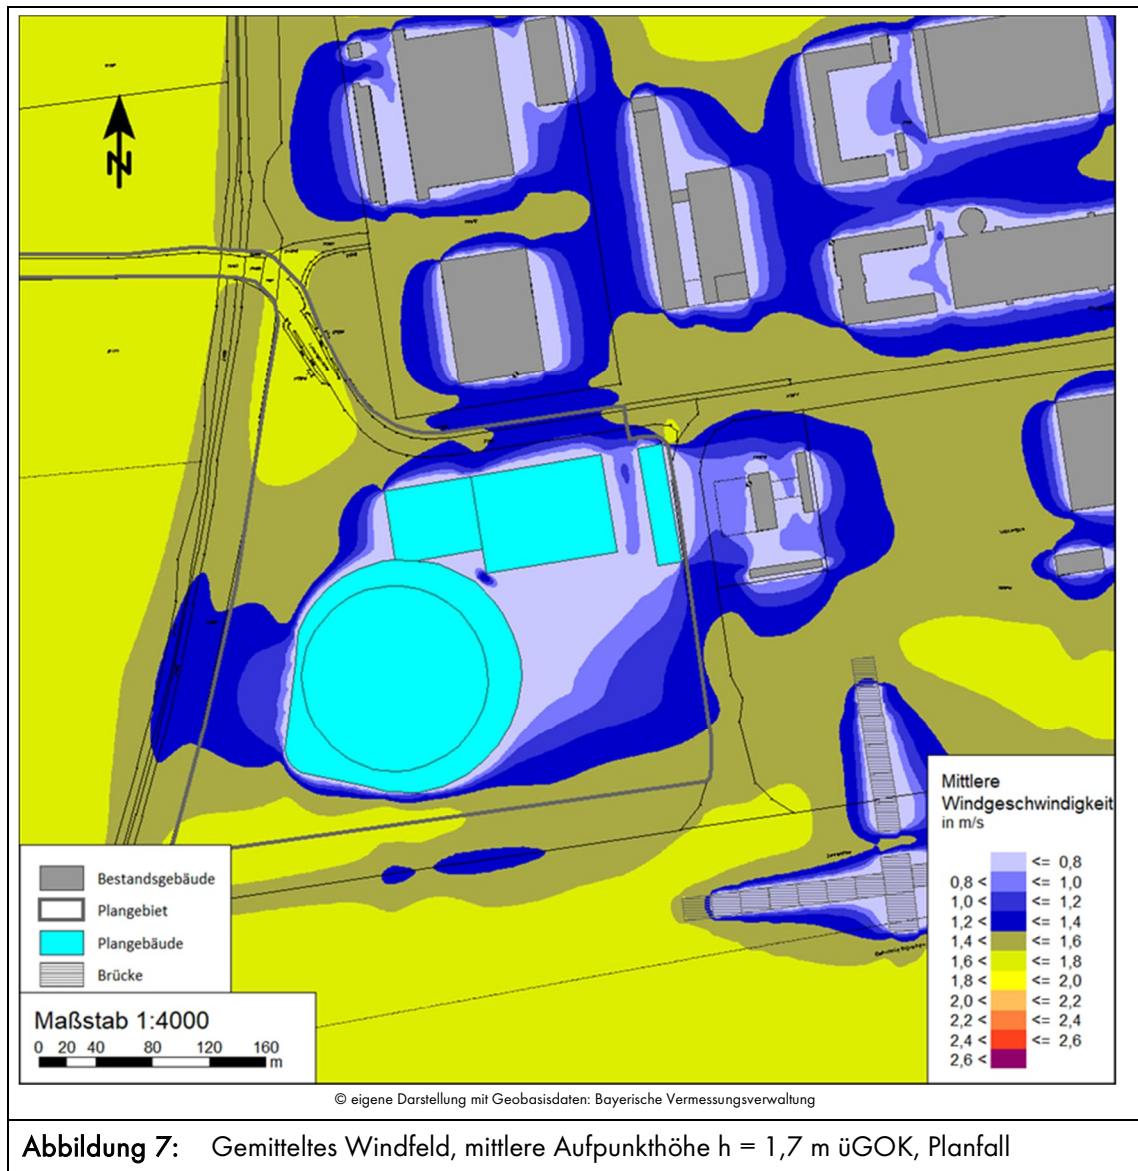 N
Mittlere
Windgeschwindigkeit
in m/s
<= 0,8
0,8 < <= 1,0
1,0 < <= 1,2
1,2 < <= 1,4
1,4 < <= 1,6
1,6 < <= 1,8
1,8 < <= 2,0
2,0 < <= 2,2
2,2 < <= 2,4
2,4 < <= 2,6
2,6 <
Bestandsgebäude
Plangebiet
Plangebäude
Brücke
Maßstab 1:4000
0 20 40 80 120 160
m
© eigene Darstellung mit Geobasisdaten: Bayerische Vermessungsverwaltung
Abbildung 7: Gemitteltes Windfeld, mittlere Aufpunkthöhe h = 1,7 m üGOK, Planfall